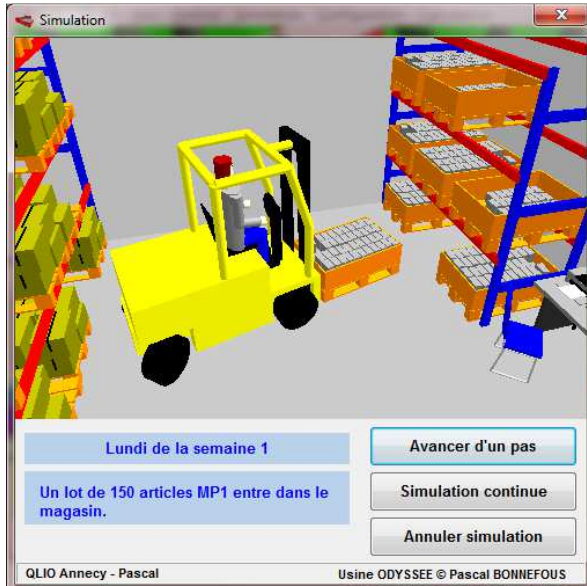 Simulation
Lundi de la semaine 1
Avancer d'un pas
Un lot de 150 articles MP1 entre dans le
magasin.
Simulation continue
Annuler simulation
QLIO Annecy - Pascal
Usine ODYSSEE © Pascal BONNEFOUS